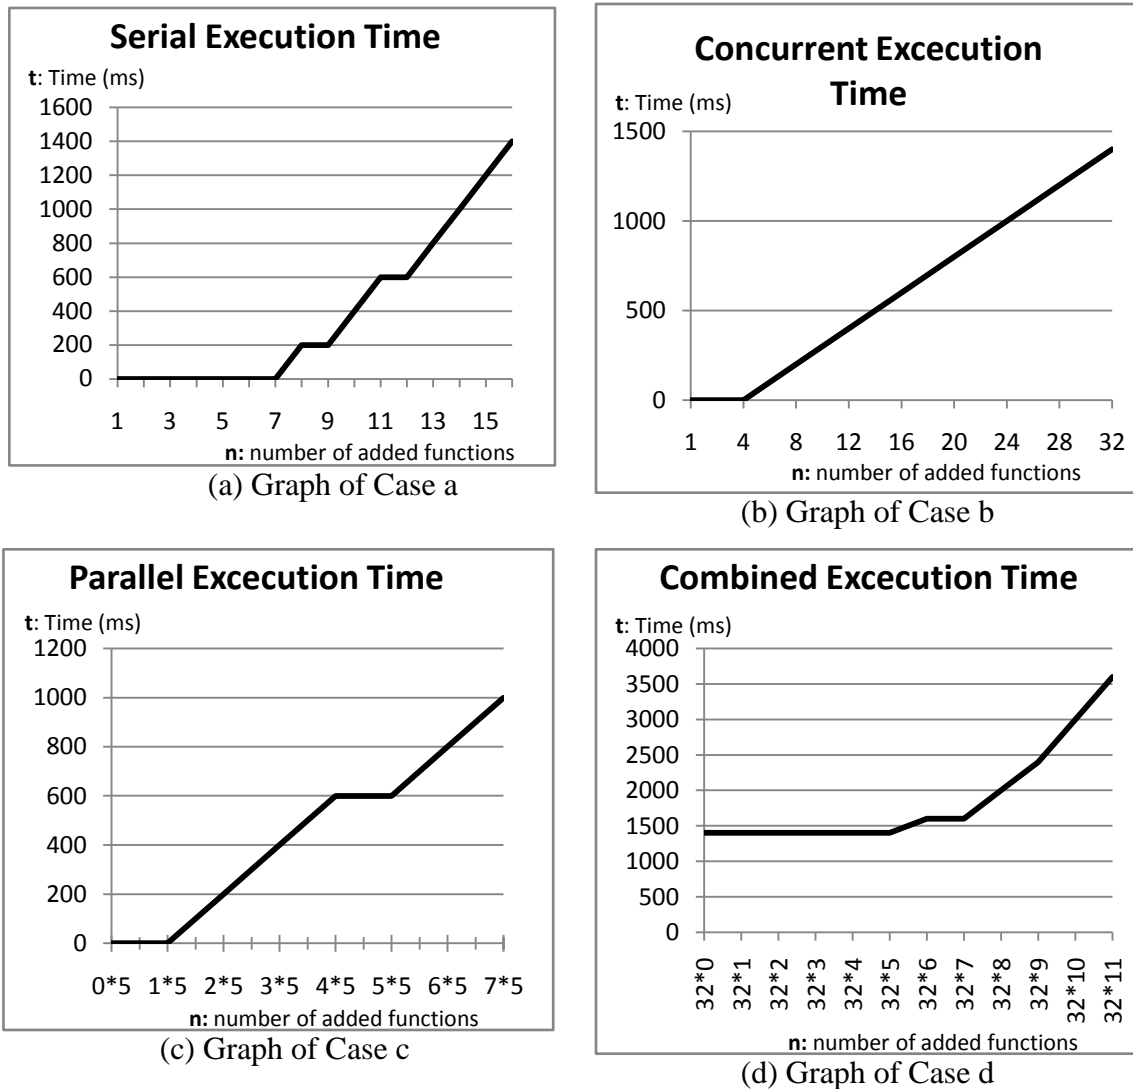 Serial Execution Time
t: Time (ms)
1600
1400
1200
1000
800
600
400
200
0
1 3 5 7 9 11 13 15
n: number of added functions
(a) Graph of Case a
Concurrent Excecution
Time
t: Time (ms)
1500
1000
500
0
1 4 8 12 16 20 24 28 32
n: number of added functions
(b) Graph of Case b
Parallel Excecution Time
t: Time (ms)
1200
1000
800
600
400
200
0
0*5 1*5 2*5 3*5 4*5 5*5 6*5 7*5
n: number of added functions
(c) Graph of Case c
Combined Excecution Time
t: Time (ms)
4000
3500
3000
2500
2000
1500
1000
500
0
32*0
32*1
32*2
32*3
32*4
32*5
32*6
32*7
32*8
32*9
32*10
32*11
n: number of added functions
(d) Graph of Case d